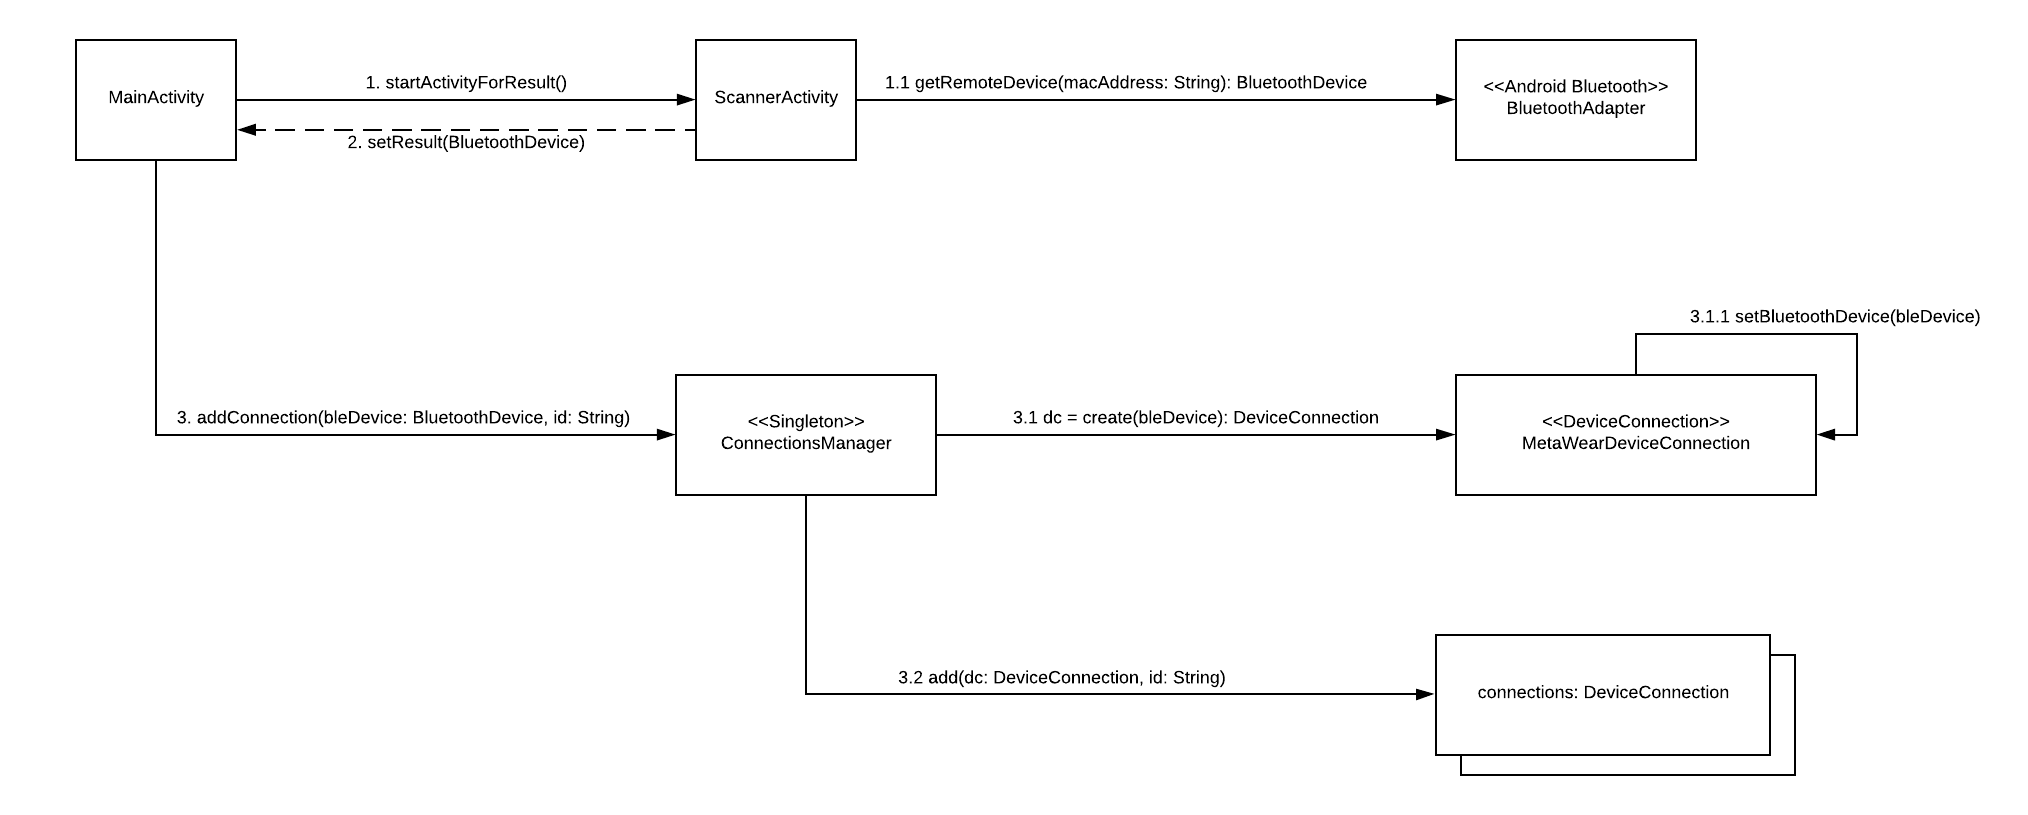 MainActivity
1. startActivityForResult()
ScannerActivity
1.1 getRemoteDevice(macAddress: String): BluetoothDevice
<<Android Bluetooth>>
BluetoothAdapter
2. setResult(BluetoothDevice)
3.1.1 setBluetoothDevice(bleDevice)
3. addConnection(bleDevice: BluetoothDevice, id: String)
<<Singleton>>
ConnectionsManager
3.1 dc = create(bleDevice): DeviceConnection
<<DeviceConnection>>
MetaWearDeviceConnection
3.2 add(dc: DeviceConnection, id: String)
connections: DeviceConnection